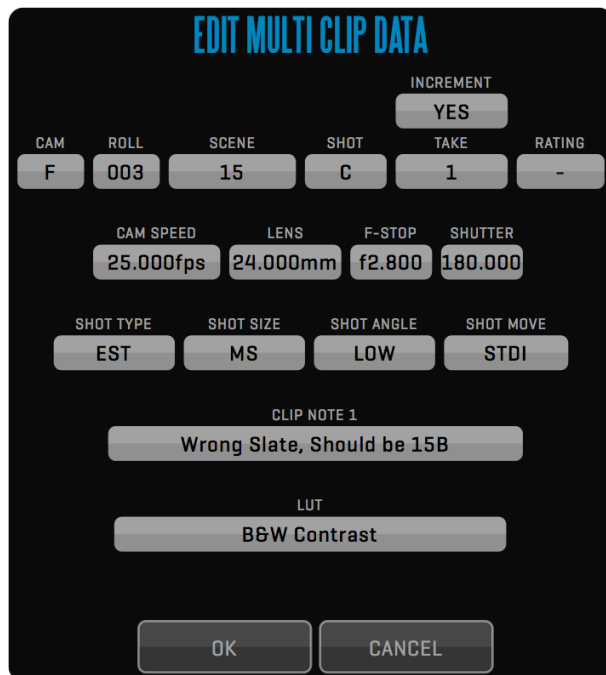 EDIT MULTI CLIP DATA
INCREMENT
YES
CAM ROLL SCENE SHOT TAKE RATING
F 003 15 C 1 -
CAM SPEED LENS F-STOP SHUTTER
25.000fps 24.000mm f2.800 180.000
SHOT TYPE SHOT SIZE SHOT ANGLE SHOT MOVE
EST MS LOW STDI
CLIP NOTE 1
Wrong Slate, Should be 15B
LUT
B&W Contrast
OK CANCEL